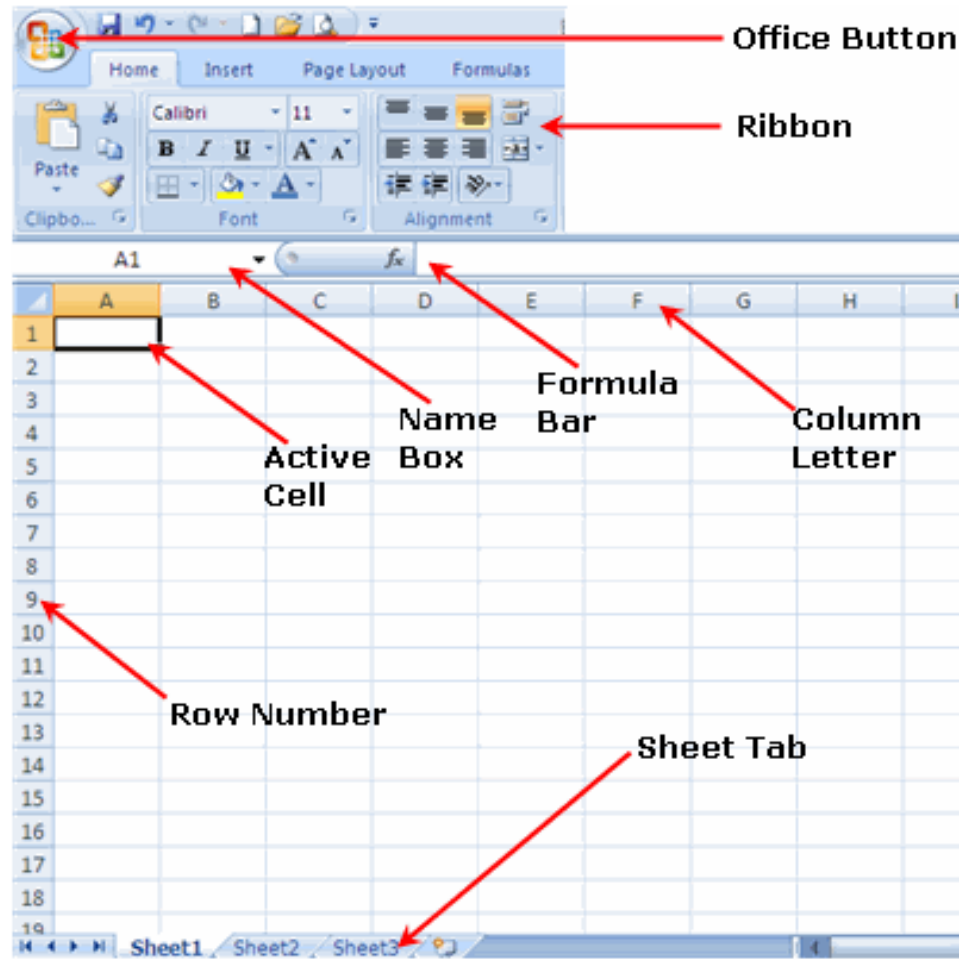 Office Button
Home Insert Page Layout Formulas
Calibri 11
Ribbon
B I U A A
Paste
A
Clipbo... Font Alignment
A1 fx
A B C D E F G H I
1
2
3
4
5
6
7
8
9
10
11
12
13
14
15
16
17
18
19
Formula
Bar
Name
Box
Column
Letter
Active
Cell
Row Number
Sheet Tab
Sheet1 Sheet2 Sheet3